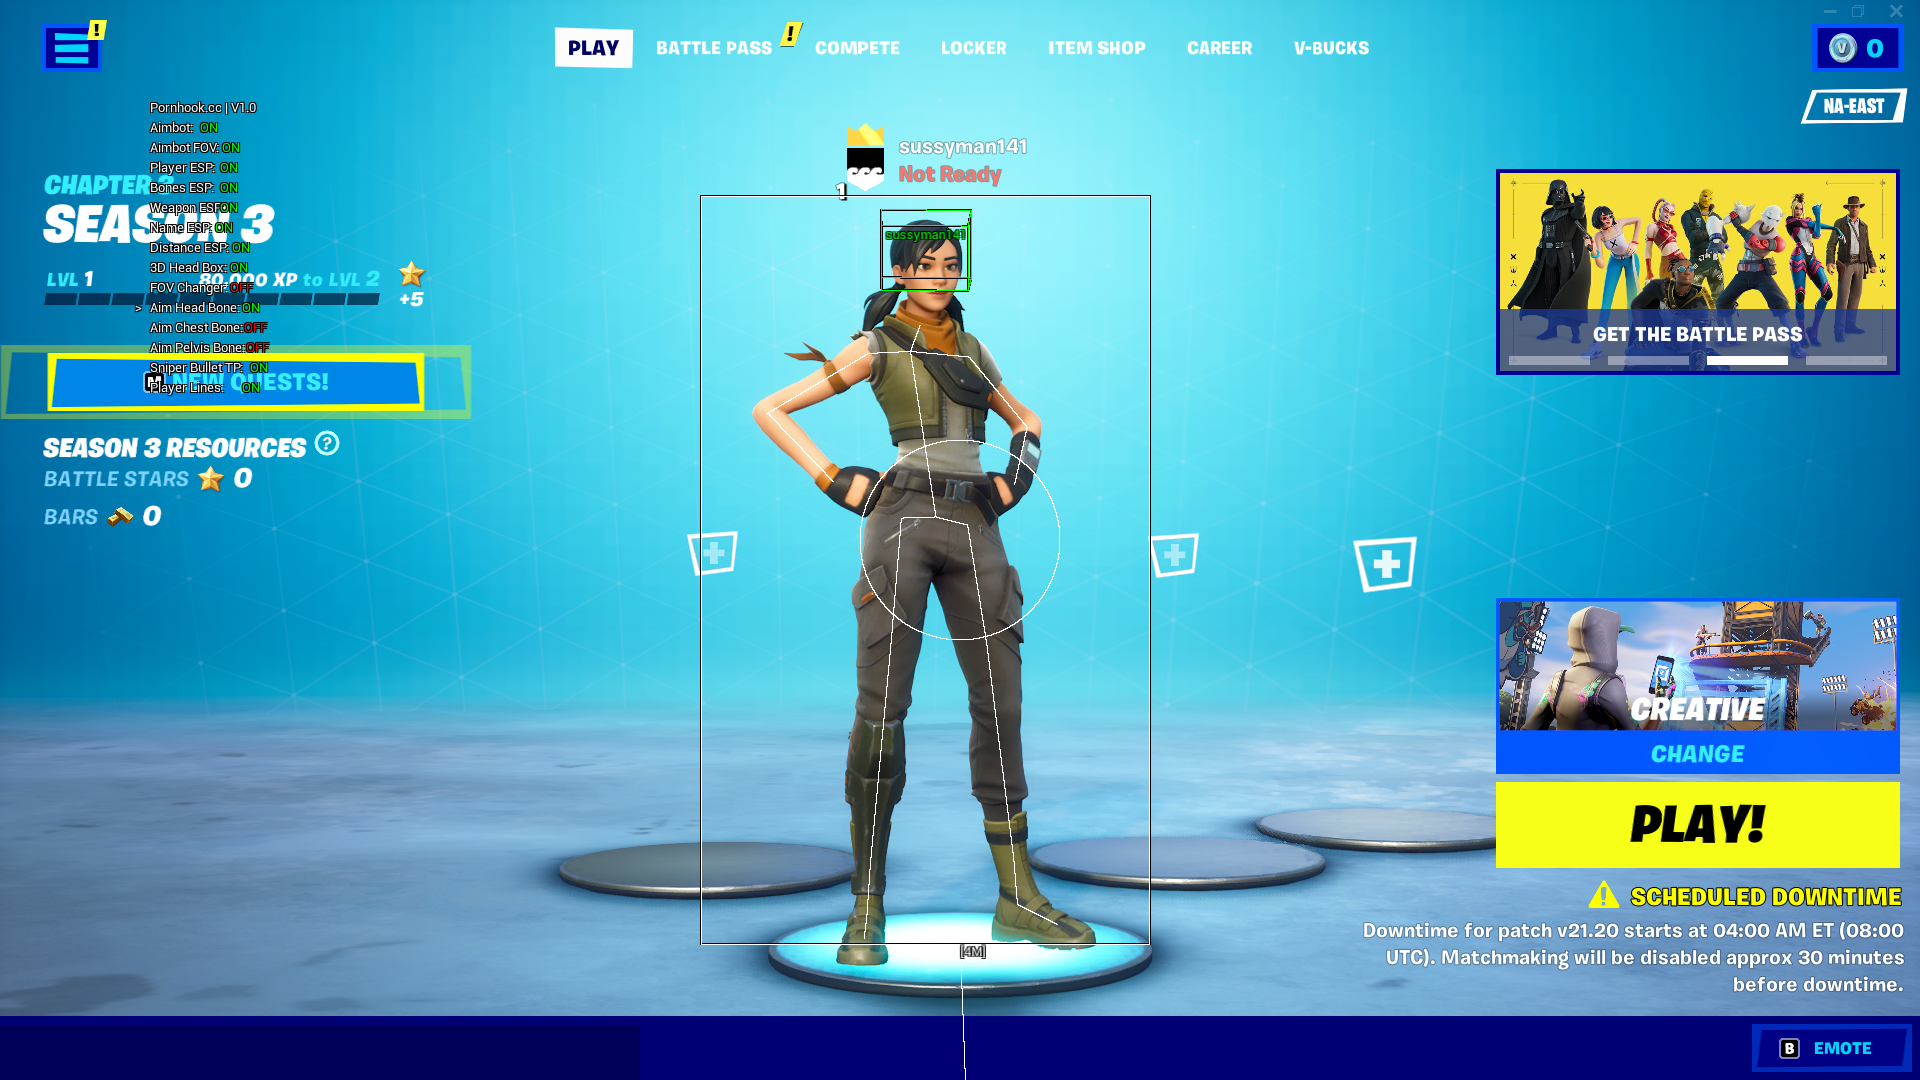 !
PLAY
BATTLE PASS
!
COMPETE
LOCKER
ITEM SHOP
CAREER
V-BUCKS
V 0
NA-EAST
Pornhook.cc | V1.0
Aimbot: ON
Aimbot FOV: ON
Player ESP: ON
Bones ESP: ON
Weapon ESP: ON
Name ESP: ON
Distance ESP: ON
3D Head Box: ON
FOV Changer: OFF
> Aim Head Bone: ON
Aim Chest Bone: OFF
Aim Pelvis Bone: OFF
Sniper Bullet TP: ON
Player Lines: ON
CHAPTER 3
SEASON 3
LVL 1
80,000 XP to LVL 2
+5
M NEW QUESTS!
SEASON 3 RESOURCES ?
BATTLE STARS 0
BARS 0
sussyman141
Not Ready
1
sussyman141
[4M]
GET THE BATTLE PASS
CREATIVE
CHANGE
PLAY!
SCHEDULED DOWNTIME
Downtime for patch v21.20 starts at 04:00 AM ET (08:00
UTC). Matchmaking will be disabled approx 30 minutes
before downtime.
B EMOTE